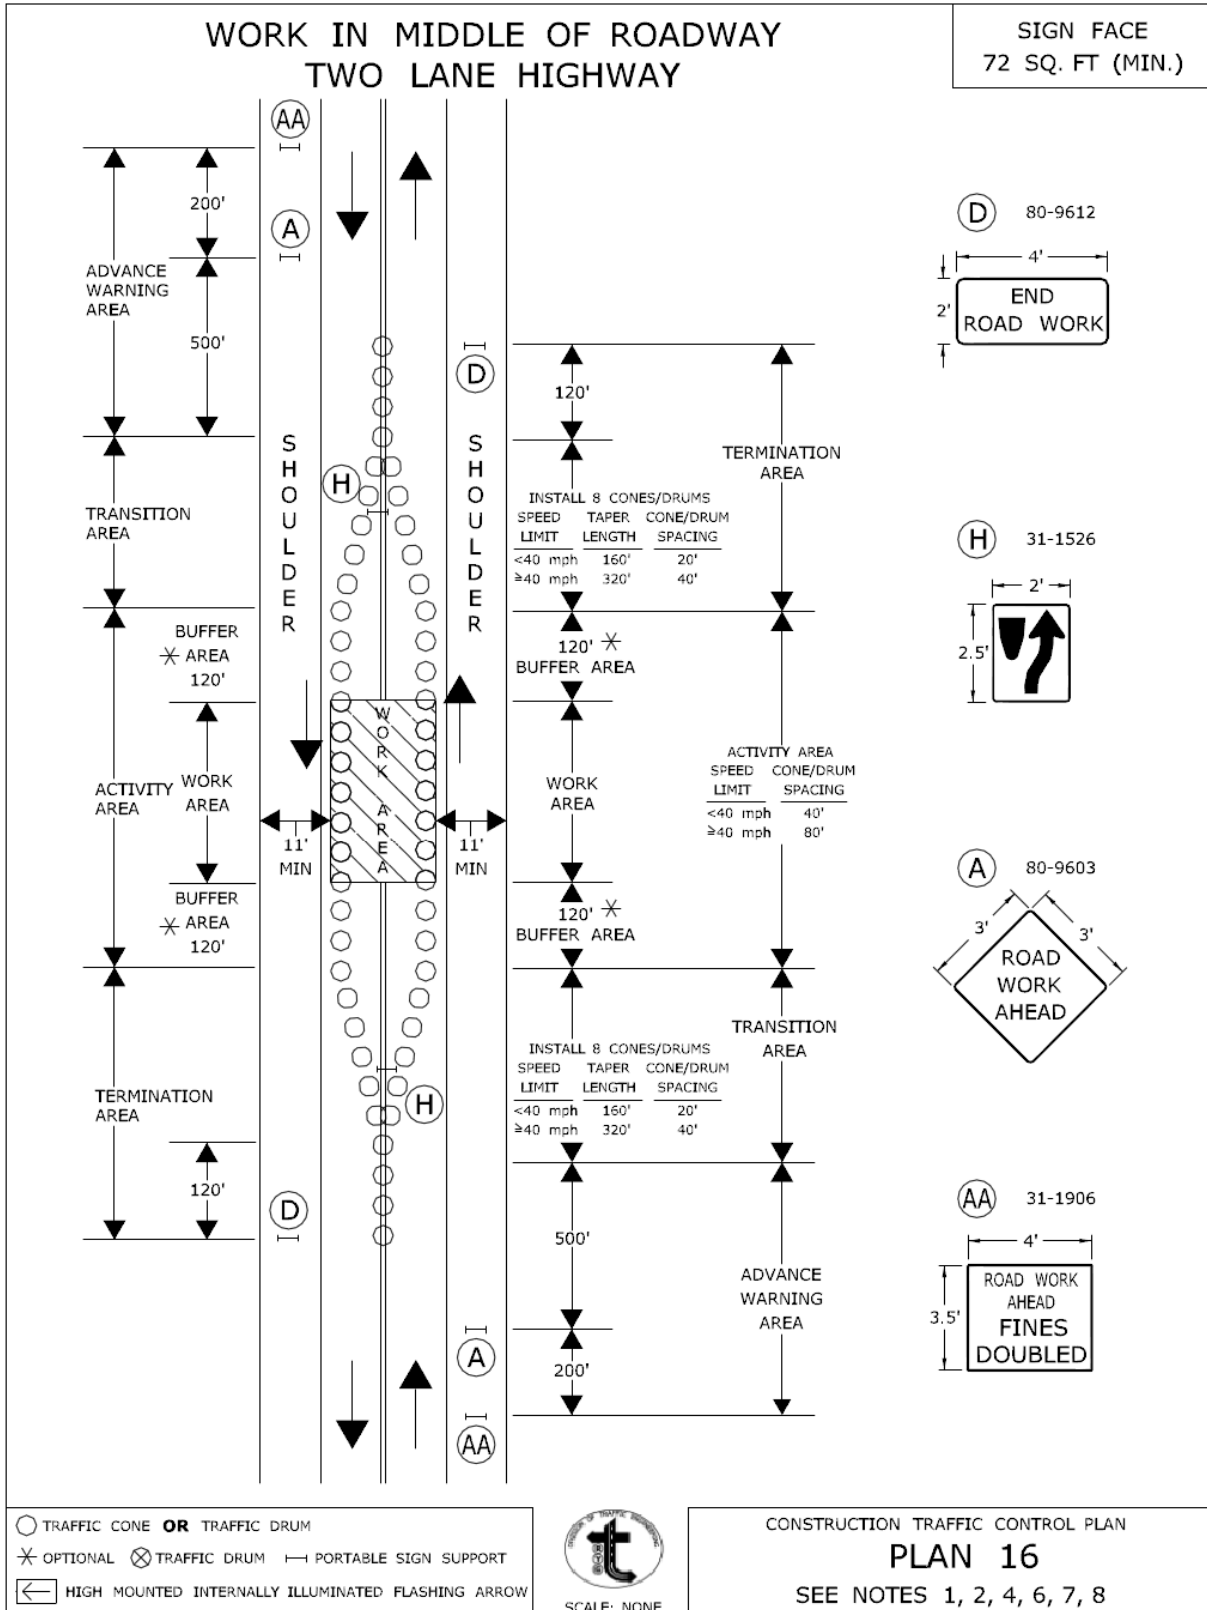 WORK IN MIDDLE OF ROADWAY
TWO LANE HIGHWAY
SIGN FACE
72 SQ. FT (MIN.)
AA
200'
A
ADVANCE
WARNING
AREA
500'
D
120'
TERMINATION
AREA
SHOULDER
SHOULDER
H
TRANSITION
AREA
INSTALL 8 CONES/DRUMS
SPEED TAPER CONE/DRUM
LIMIT LENGTH SPACING
<40 mph 160' 20'
≥40 mph 320' 40'
BUFFER
* AREA
120'
120' *
BUFFER AREA
WORK AREA
ACTIVITY
AREA
WORK
AREA
11'
MIN
11'
MIN
WORK
AREA
ACTIVITY AREA
SPEED CONE/DRUM
LIMIT SPACING
<40 mph 40'
≥40 mph 80'
BUFFER
* AREA
120'
120' *
BUFFER AREA
TRANSITION
AREA
INSTALL 8 CONES/DRUMS
SPEED TAPER CONE/DRUM
LIMIT LENGTH SPACING
<40 mph 160' 20'
≥40 mph 320' 40'
H
TERMINATION
AREA
120'
D
500'
ADVANCE
WARNING
AREA
A
200'
AA
D 80-9612
4'
2'
END
ROAD WORK
H 31-1526
2'
2.5'
A 80-9603
3' 3'
ROAD
WORK
AHEAD
AA 31-1906
4'
3.5'
ROAD WORK
AHEAD
FINES
DOUBLED
TRAFFIC CONE OR TRAFFIC DRUM
* OPTIONAL TRAFFIC DRUM PORTABLE SIGN SUPPORT
HIGH MOUNTED INTERNALLY ILLUMINATED FLASHING ARROW
DIVISION OF TRAFFIC ENGINEERING
SCALE: NONE
CONSTRUCTION TRAFFIC CONTROL PLAN
PLAN 16
SEE NOTES 1, 2, 4, 6, 7, 8